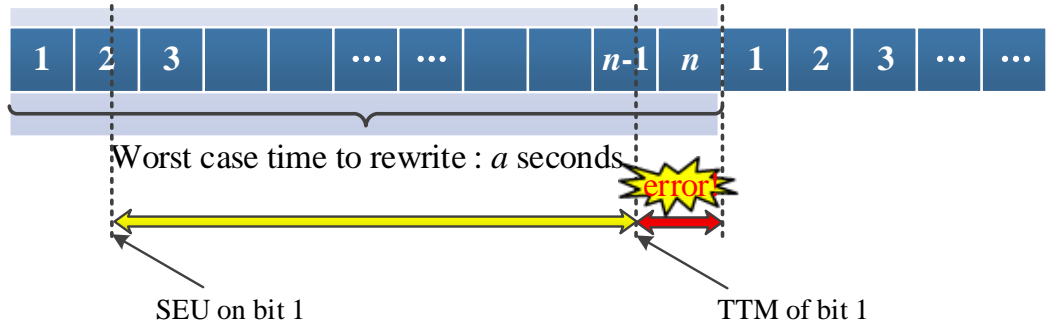 1 2 3 ... ... n-1 n 1 2 3 ... ...
Worst case time to rewrite : a seconds
error!
SEU on bit 1
TTM of bit 1